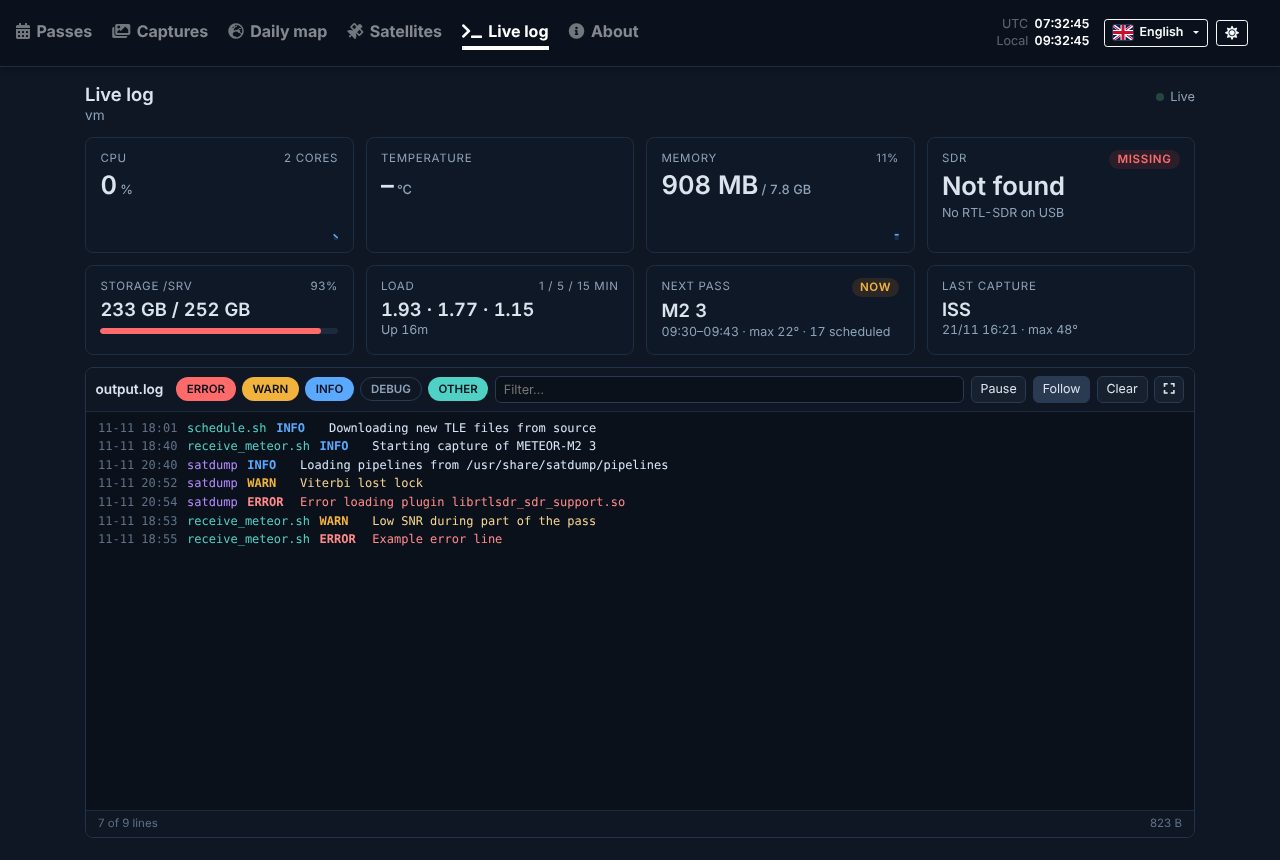 Passes Captures Daily map Satellites Live log About
UTC 07:32:45
Local 09:32:45
English
Live log
vm
Live
CPU 2 CORES
0 %
TEMPERATURE
– °C
MEMORY 11%
908 MB / 7.8 GB
SDR MISSING
Not found
No RTL-SDR on USB
STORAGE /SRV 93%
233 GB / 252 GB
LOAD 1 / 5 / 15 MIN
1.93 · 1.77 · 1.15
Up 16m
NEXT PASS NOW
M2 3
09:30–09:43 · max 22° · 17 scheduled
LAST CAPTURE
ISS
21/11 16:21 · max 48°
output.log ERROR WARN INFO DEBUG OTHER Filter... Pause Follow Clear
11-11 18:01 schedule.sh INFO Downloading new TLE files from source
11-11 18:40 receive_meteor.sh INFO Starting capture of METEOR-M2 3
11-11 20:40 satdump INFO Loading pipelines from /usr/share/satdump/pipelines
11-11 20:52 satdump WARN Viterbi lost lock
11-11 20:54 satdump ERROR Error loading plugin librtlsdr_sdr_support.so
11-11 18:53 receive_meteor.sh WARN Low SNR during part of the pass
11-11 18:55 receive_meteor.sh ERROR Example error line
7 of 9 lines 823 B